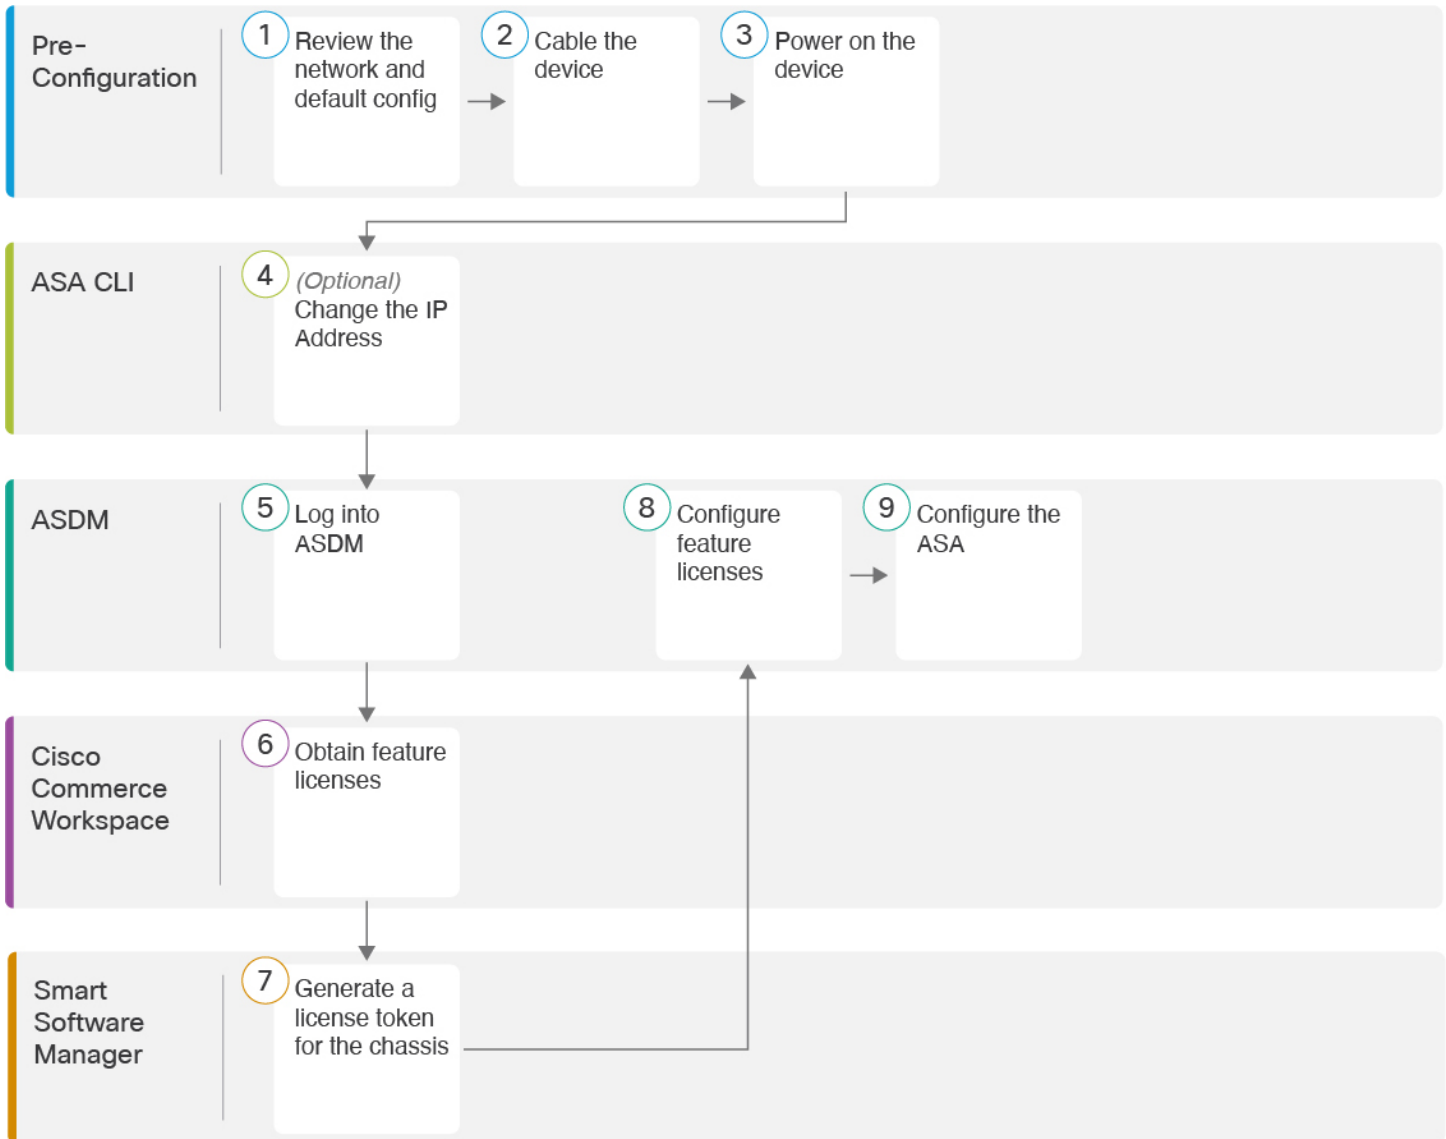 Pre-
Configuration
1
Review the
network and
default config
2
Cable the
device
3
Power on the
device
ASA CLI
4
(Optional)
Change the IP
Address
ASDM
5
Log into
ASDM
8
Configure
feature
licenses
9
Configure the
ASA
Cisco
Commerce
Workspace
6
Obtain feature
licenses
Smart
Software
Manager
7
Generate a
license token
for the chassis